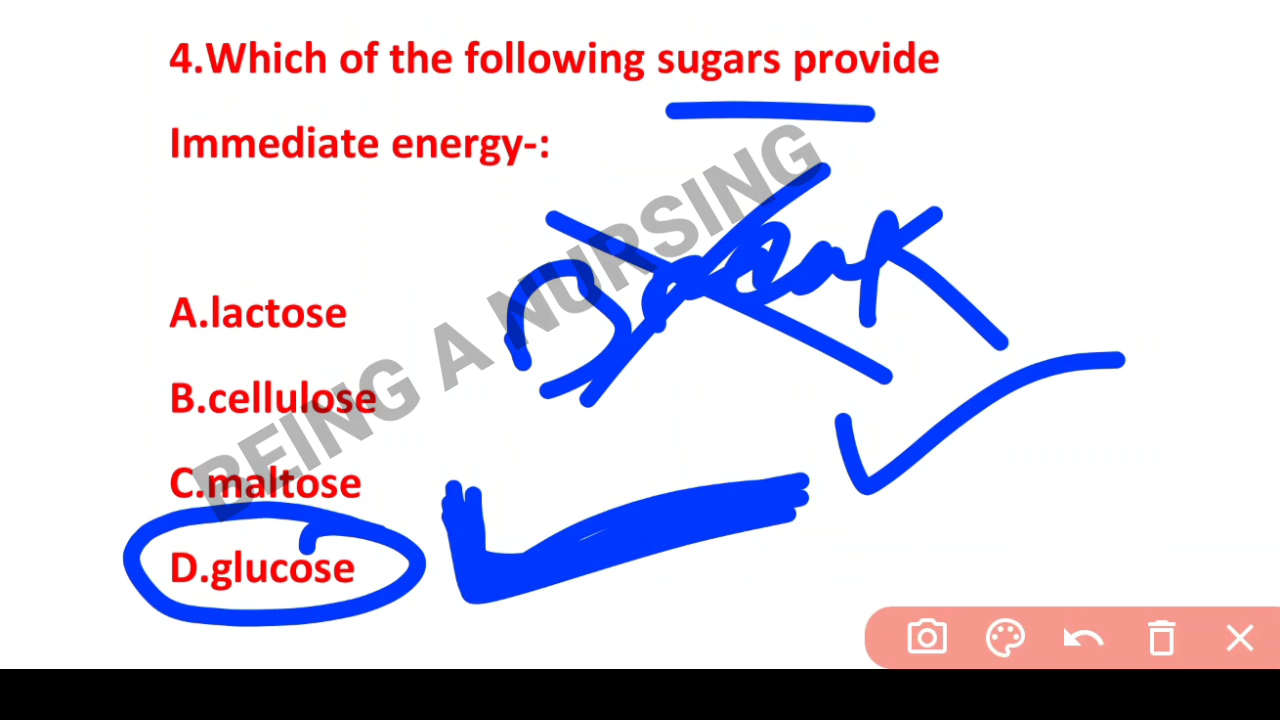 4.Which of the following sugars provide
Immediate energy-:
BEING A NURSING
A.lactose
B.cellulose
C.maltose
D.glucose